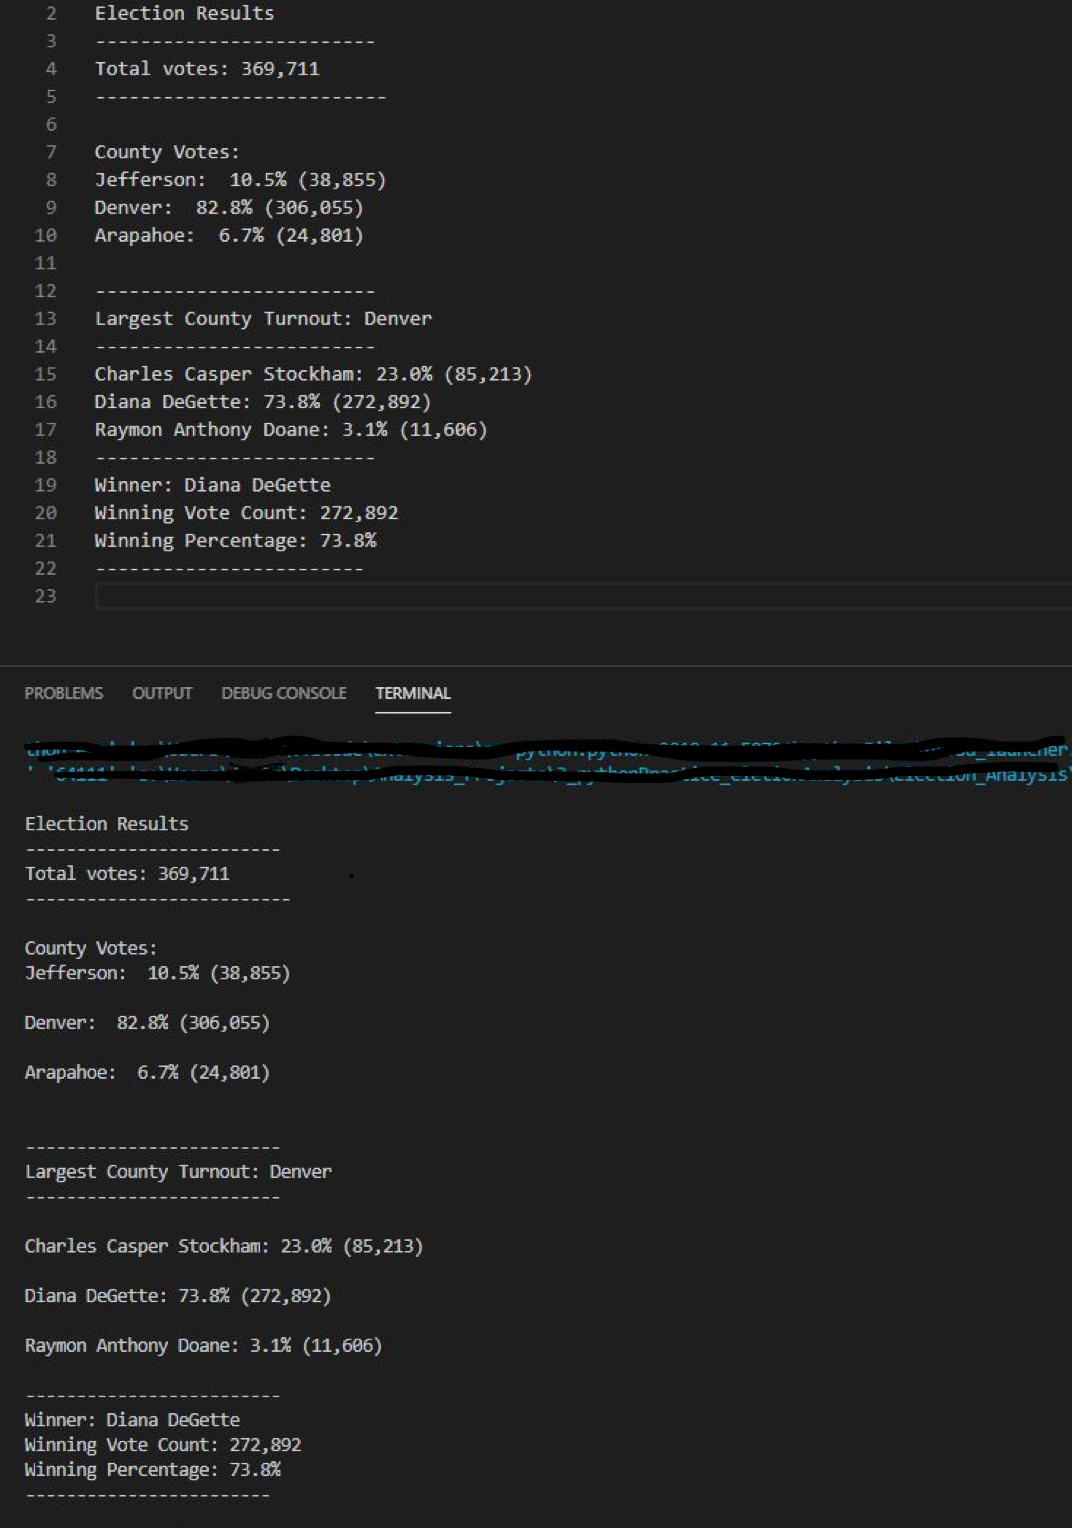 2 Election Results
3 -------------------------
4 Total votes: 369,711
5 --------------------------
6
7 County Votes:
8 Jefferson:  10.5% (38,855)
9 Denver:  82.8% (306,055)
10 Arapahoe:  6.7% (24,801)
11
12 -------------------------
13 Largest County Turnout: Denver
14 -------------------------
15 Charles Casper Stockham: 23.0% (85,213)
16 Diana DeGette: 73.8% (272,892)
17 Raymon Anthony Doane: 3.1% (11,606)
18 -------------------------
19 Winner: Diana DeGette
20 Winning Vote Count: 272,892
21 Winning Percentage: 73.8%
22 ------------------------
23
PROBLEMS OUTPUT DEBUG CONSOLE TERMINAL
Election Results
-------------------------
Total votes: 369,711
--------------------------
County Votes:
Jefferson:  10.5% (38,855)
Denver:  82.8% (306,055)
Arapahoe:  6.7% (24,801)
-------------------------
Largest County Turnout: Denver
-------------------------
Charles Casper Stockham: 23.0% (85,213)
Diana DeGette: 73.8% (272,892)
Raymon Anthony Doane: 3.1% (11,606)
-------------------------
Winner: Diana DeGette
Winning Vote Count: 272,892
Winning Percentage: 73.8%
------------------------